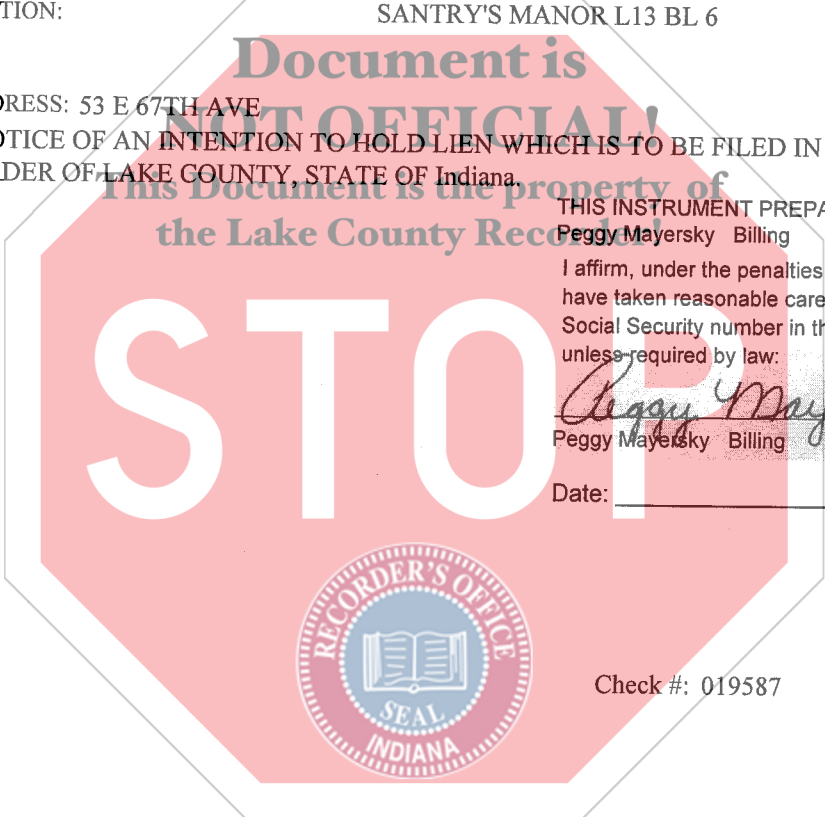 TION: SANTRY'S MANOR L13 BL 6
Document is
DRESS: 53 E 67TH AVE
NOT OFFICIAL!
OTICE OF AN INTENTION TO HOLD LIEN WHICH IS TO BE FILED IN
DER OF LAKE COUNTY, STATE OF Indiana.
This Document is the property of
the Lake County Recorder!
THIS INSTRUMENT PREPA
Peggy Mayersky Billing
I affirm, under the penalties
have taken reasonable care
Social Security number in th
unless required by law:
Peggy May
Peggy Mayersky Billing
Date:
STOP
RECORDER'S OFFICE
SEAL
INDIANA
Check #: 019587